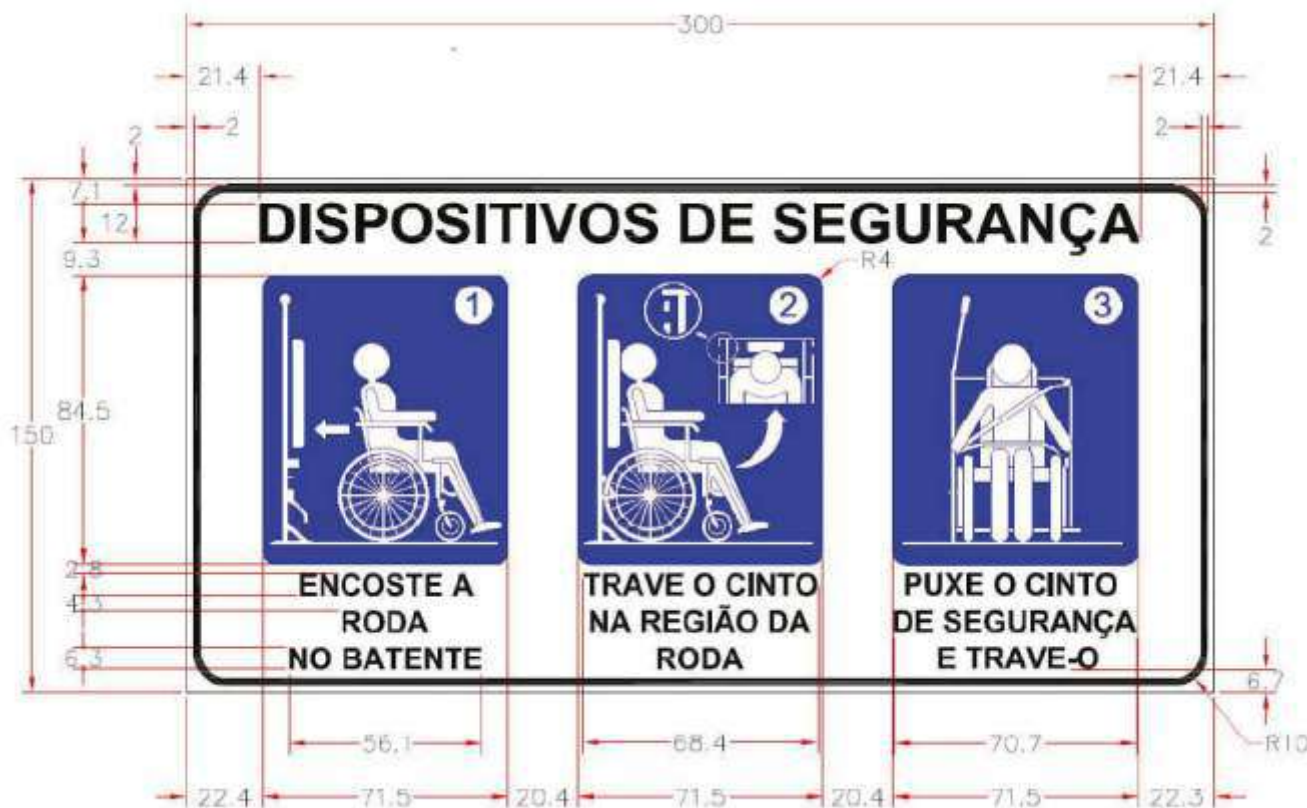 300
21.4
21.4
2
2
2
7.1
12
2
9.3
DISPOSITIVOS DE SEGURANÇA
R4
1
2
3
84.5
150
2.8
4.3
6.3
ENCOSTE A
RODA
NO BATENTE
TRAVE O CINTO
NA REGIÃO DA
RODA
PUXE O CINTO
DE SEGURANÇA
E TRAVE-O
6.7
56.1
68.4
70.7
R10
22.4
71.5
20.4
71.5
20.4
71.5
22.3